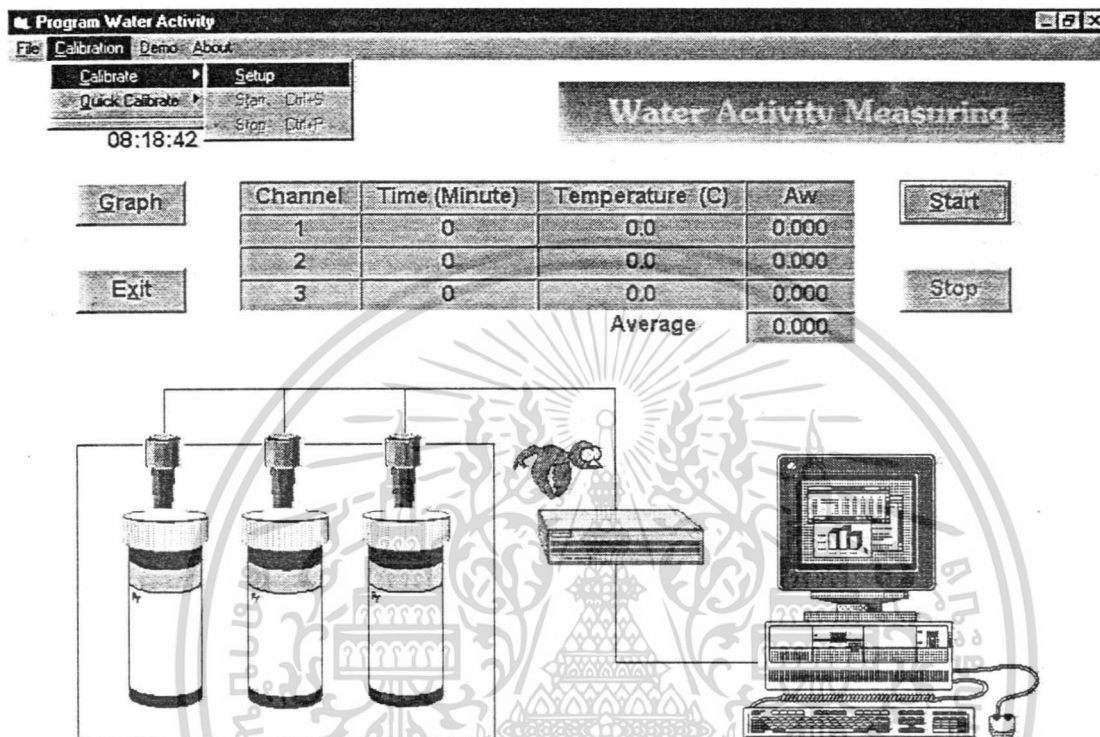 Program Water Activity
File Calibration Demo About
Calibrate Setup
Quick Calibrate Start Ctrl+S
Stop Ctrl+P
08:18:42
Water Activity Measuring
Graph
Exit
Channel Time (Minute) Temperature (C) Aw
1 0 0.0 0.000
2 0 0.0 0.000
3 0 0.0 0.000
Average 0.000
Start
Stop